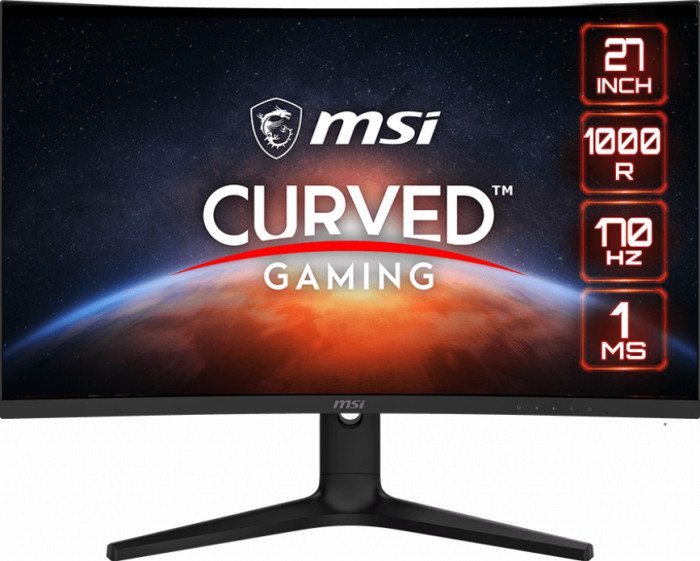 msi
CURVED™
GAMING
27
INCH
1000
R
170
HZ
1
MS
msi